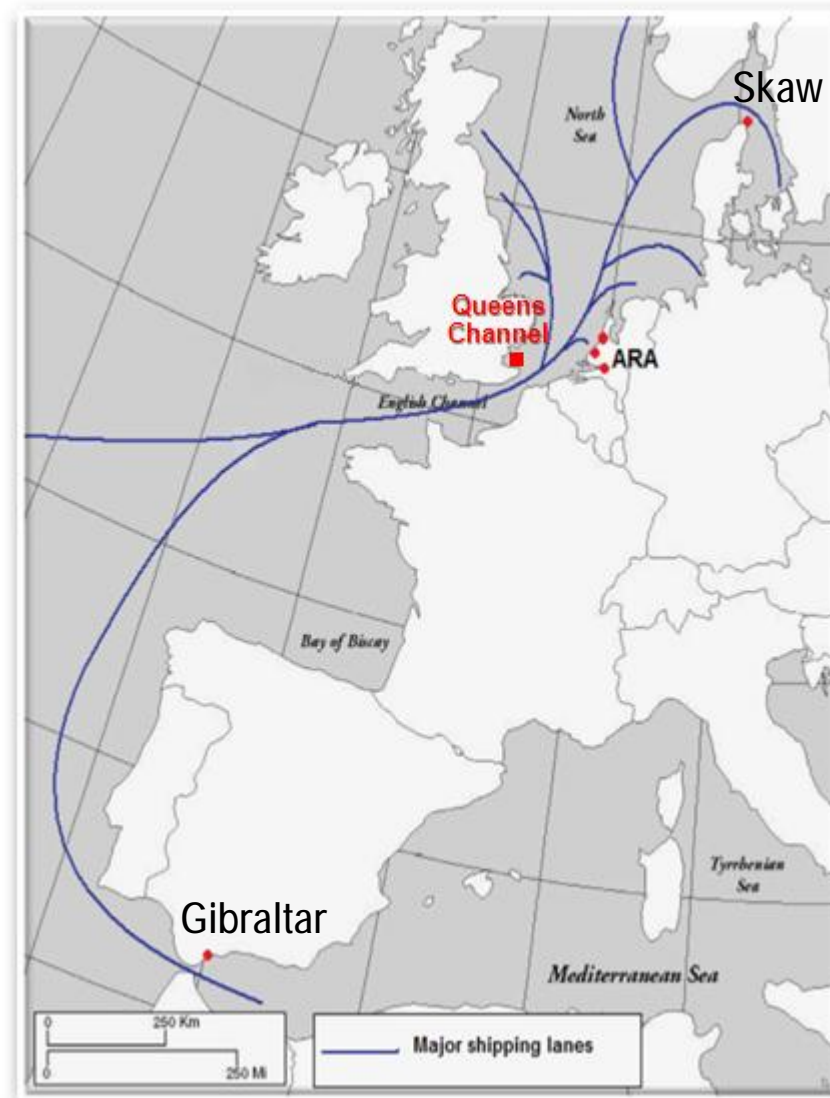 Skaw
North
Sea
Queens
Channel
ARA
English Channel
Bay of Biscay
Tyrrhenian
Sea
Gibraltar
Mediterranean Sea
0
250 Km
0
250 Mi
Major shipping lanes